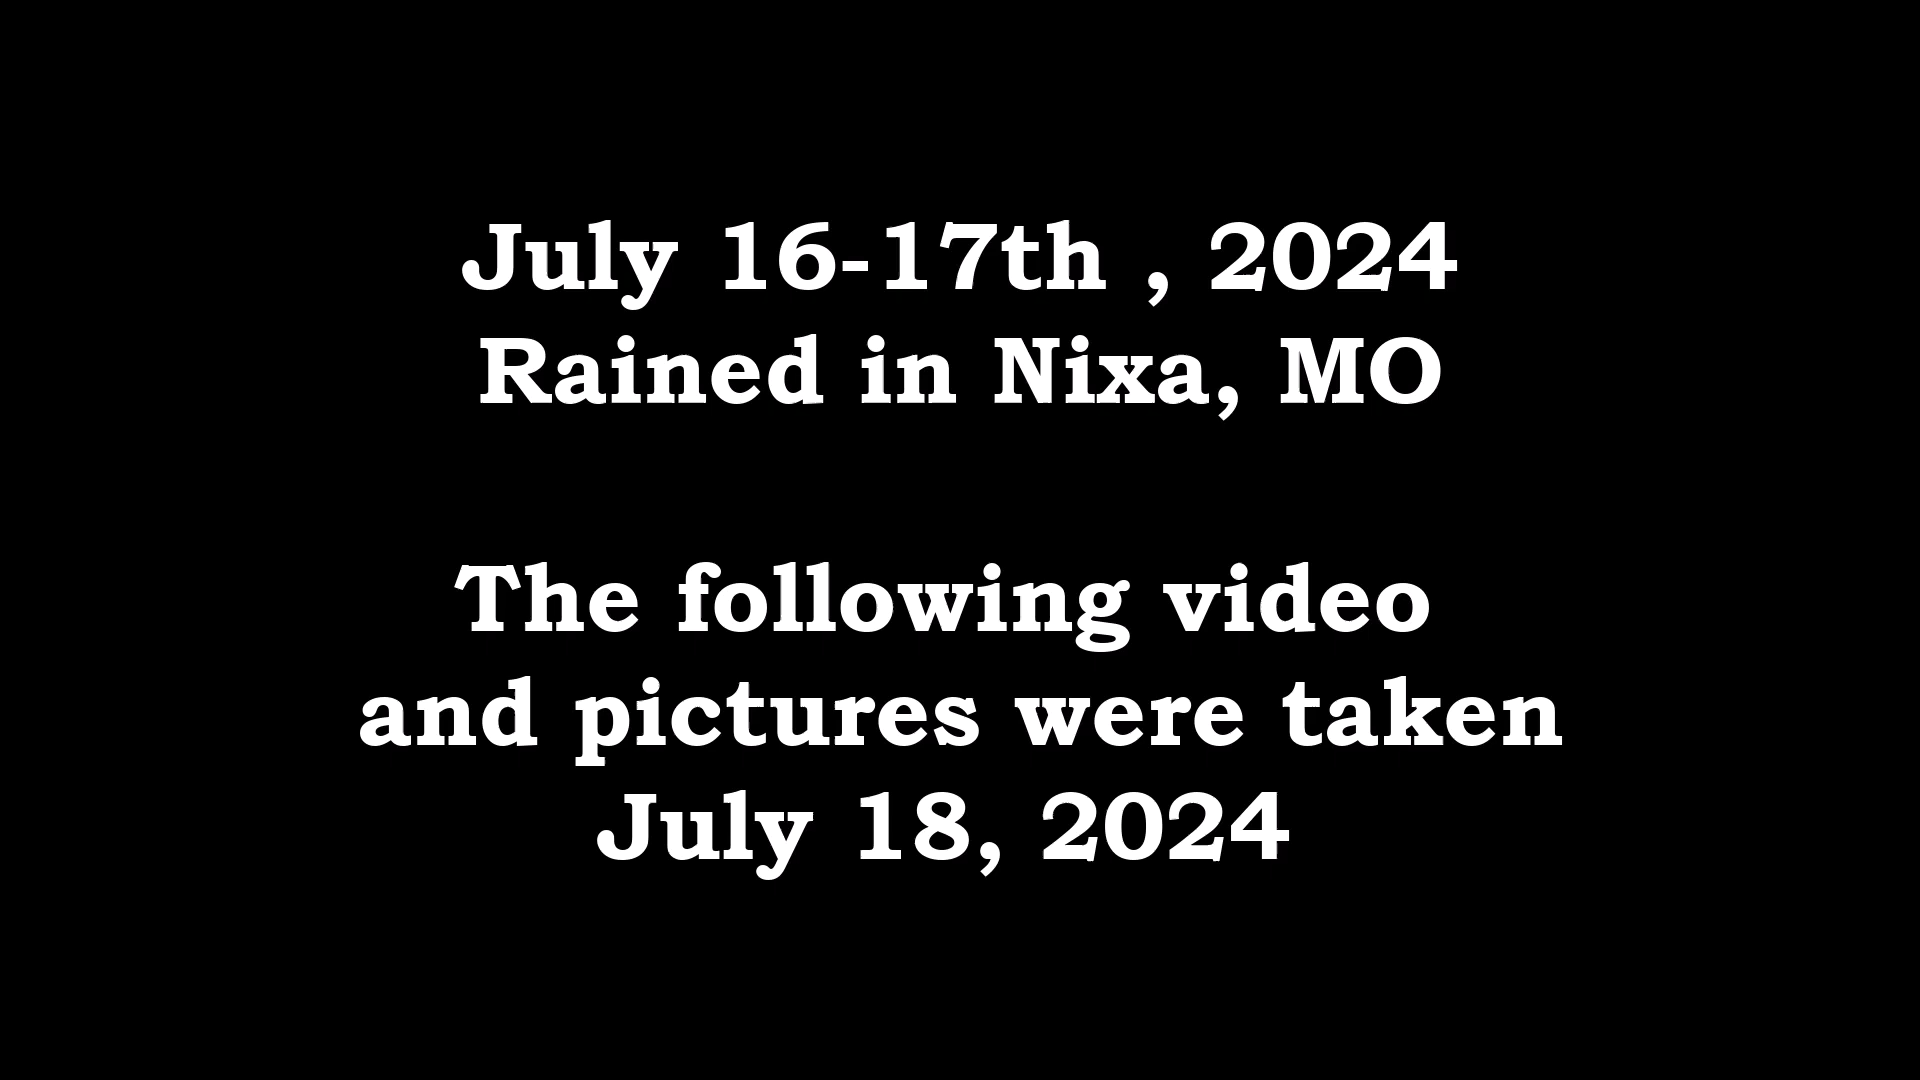 July 16-17th , 2024
Rained in Nixa, MO
The following video
and pictures were taken
July 18, 2024